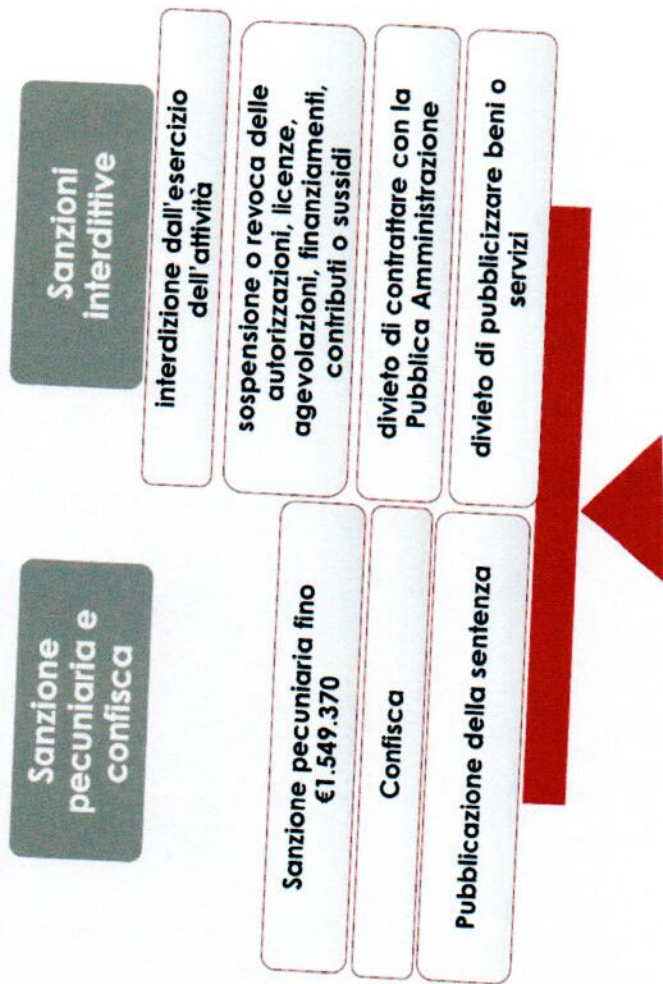 Sanzione
pecuniaria e
confisca
Sanzione pecuniaria fino
€1.549.370
Confisca
Pubblicazione della sentenza
Sanzioni
interdittive
interdizione dall'esercizio
dell'attività
sospensione o revoca delle
autorizzazioni, licenze,
agevolazioni, finanziamenti,
contributi o sussidi
divieto di contrattare con la
Pubblica Amministrazione
divieto di pubblicizzare beni o
servizi